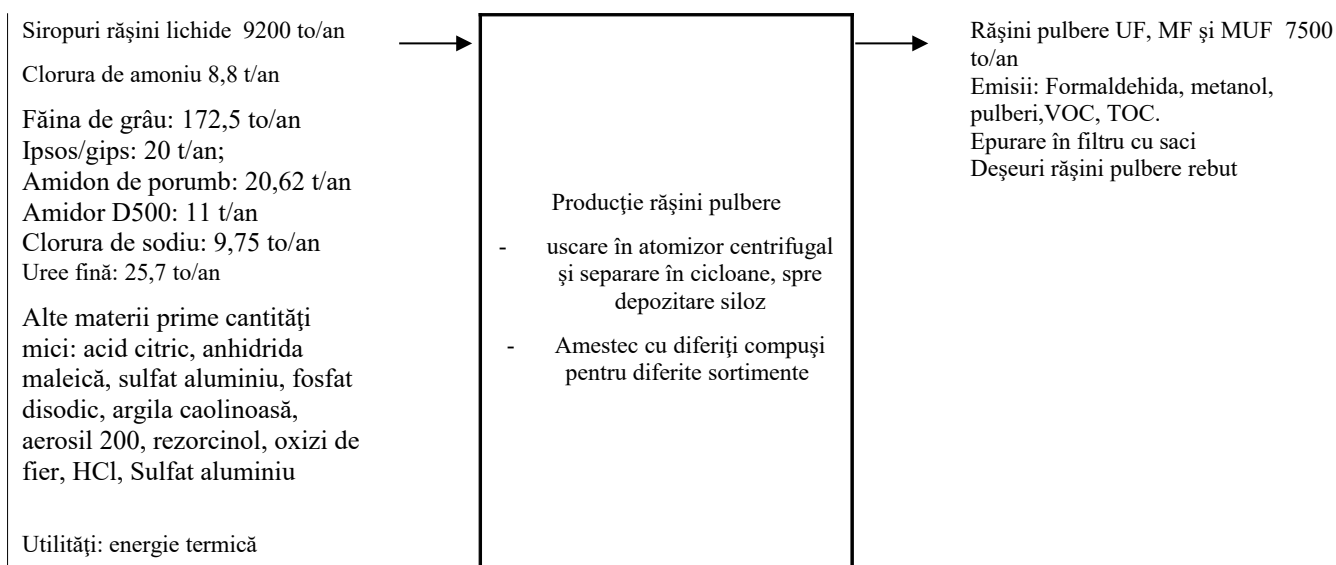 Siropuri răşini lichide 9200 to/an
Clorura de amoniu 8,8 t/an
Făina de grâu: 172,5 to/an
Ipsos/gips: 20 t/an;
Amidon de porumb: 20,62 t/an
Amidor D500: 11 t/an
Clorura de sodiu: 9,75 to/an
Uree fină: 25,7 to/an
Alte materii prime cantităţi
mici: acid citric, anhidrida
maleică, sulfat aluminiu, fosfat
disodic, argila caolinoasă,
aerosil 200, rezorcinol, oxizi de
fier, HCl, Sulfat aluminiu
Utilităţi: energie termică
Producţie răşini pulbere
- uscare în atomizor centrifugal
şi separare în cicloane, spre
depozitare siloz
- Amestec cu diferiţi compuşi
pentru diferite sortimente
Răşini pulbere UF, MF şi MUF 7500
to/an
Emisii: Formaldehida, metanol,
pulberi,VOC, TOC.
Epurare în filtru cu saci
Deşeuri răşini pulbere rebut